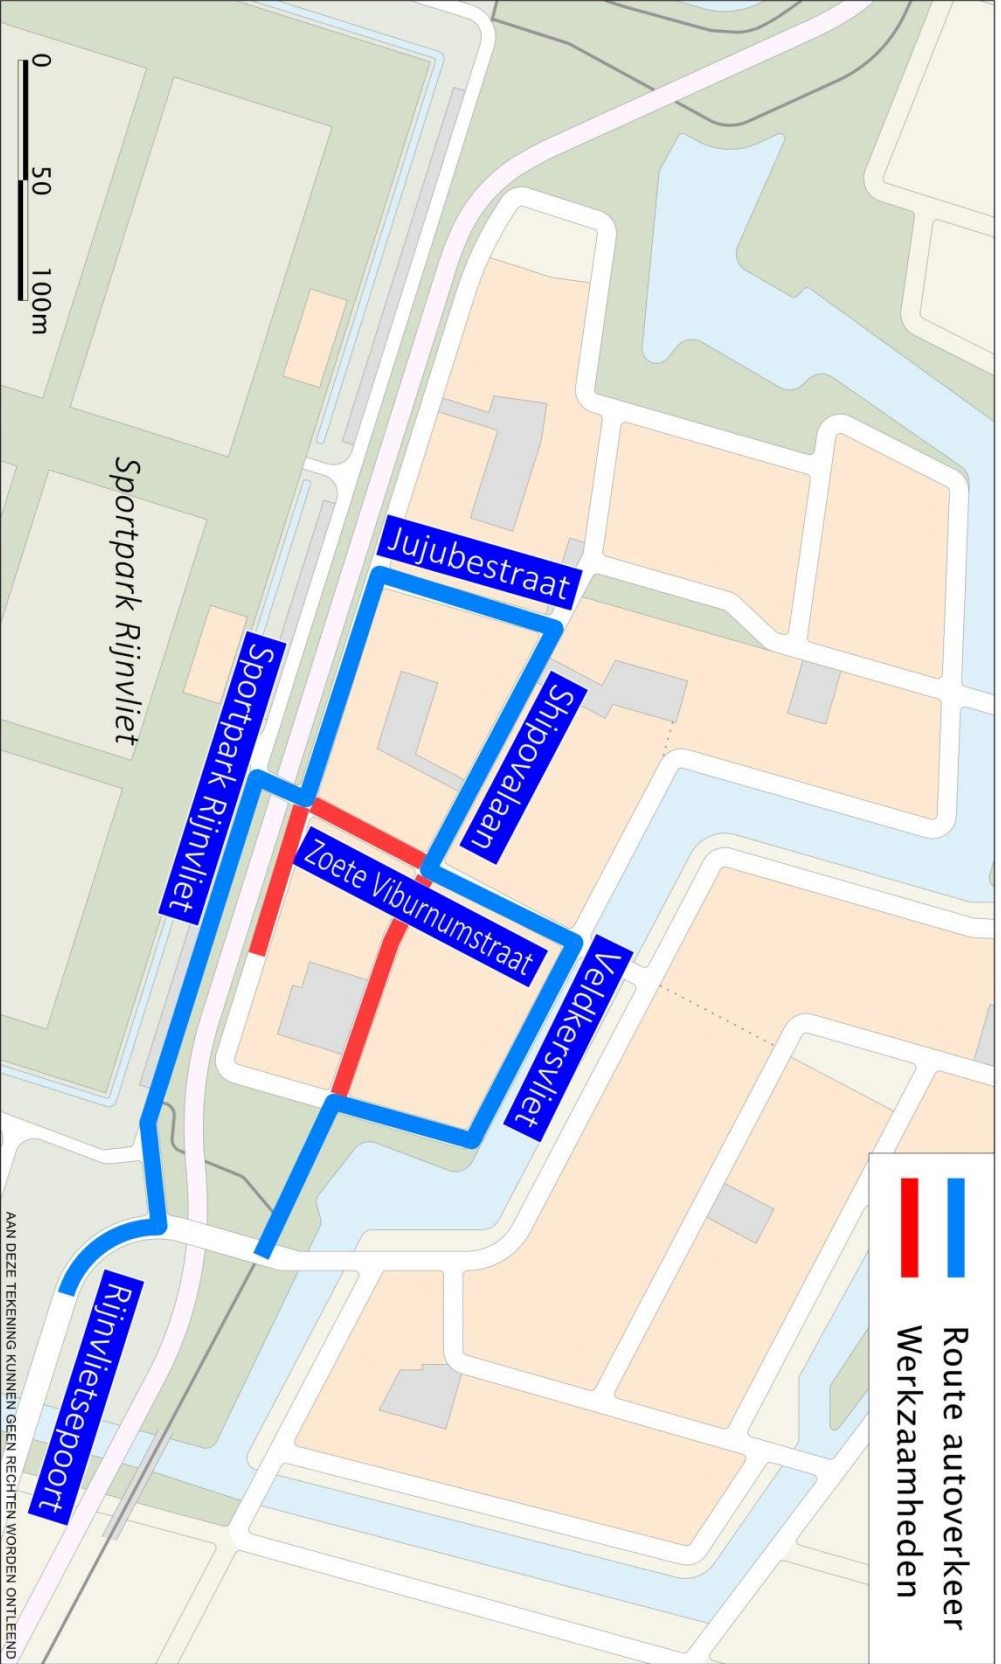 Route autoverkeer
Werkzaamheden
Jujubestraat
Shipovalaan
Zoete Viburnumstraat
Veldkersvliet
Sportpark Rijnvliet
Sportpark Rijnvliet
Rijnvlietsepoort
0 50 100m
AAN DEZE TEKENING KUNNEN GEEN RECHTEN WORDEN ONTLEEND